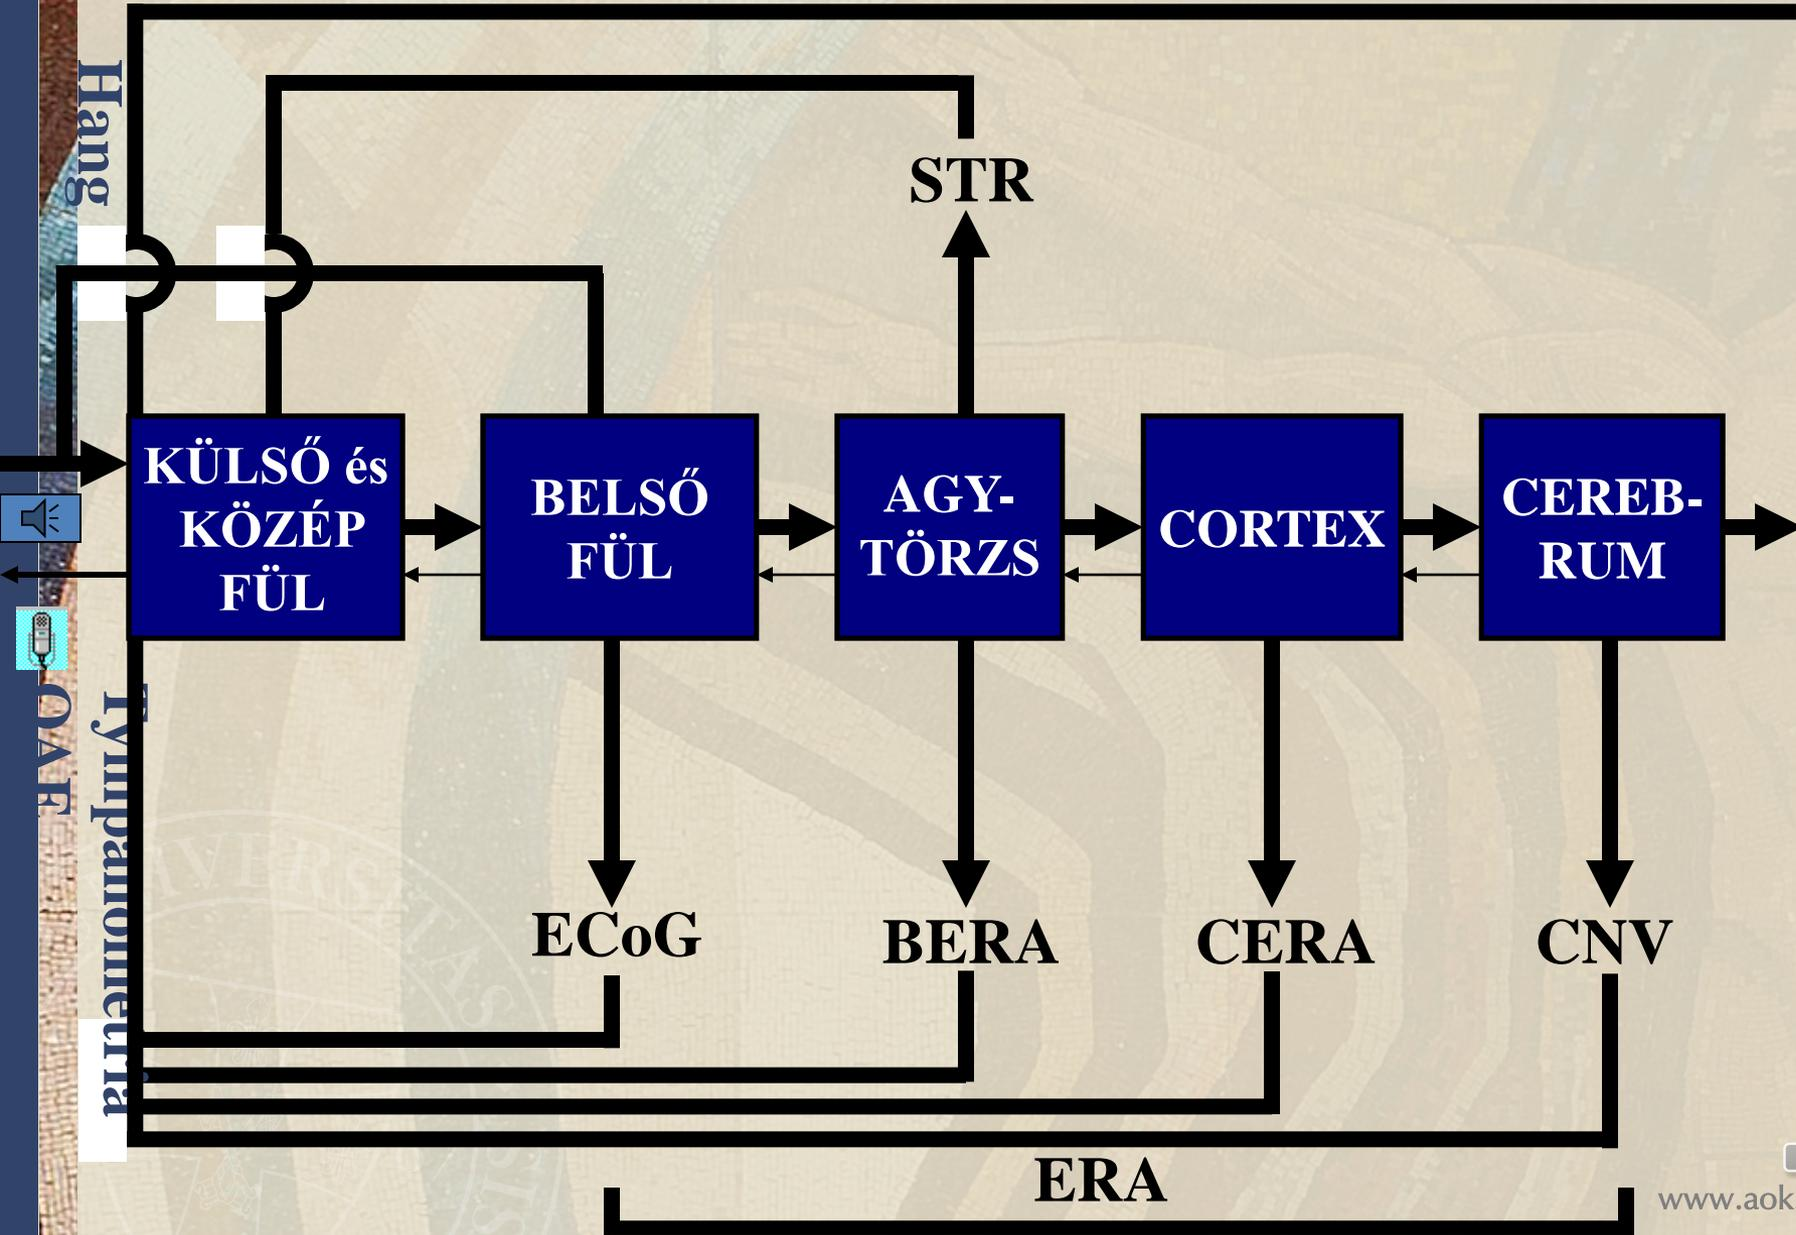 Hang
STR
KÜLSŐ és
KÖZÉP
FÜL
BELSŐ
FÜL
AGY-
TÖRZS
CORTEX
CEREB-
RUM
OAE
Tympanometria
ECoG
BERA
CERA
CNV
ERA
www.aok